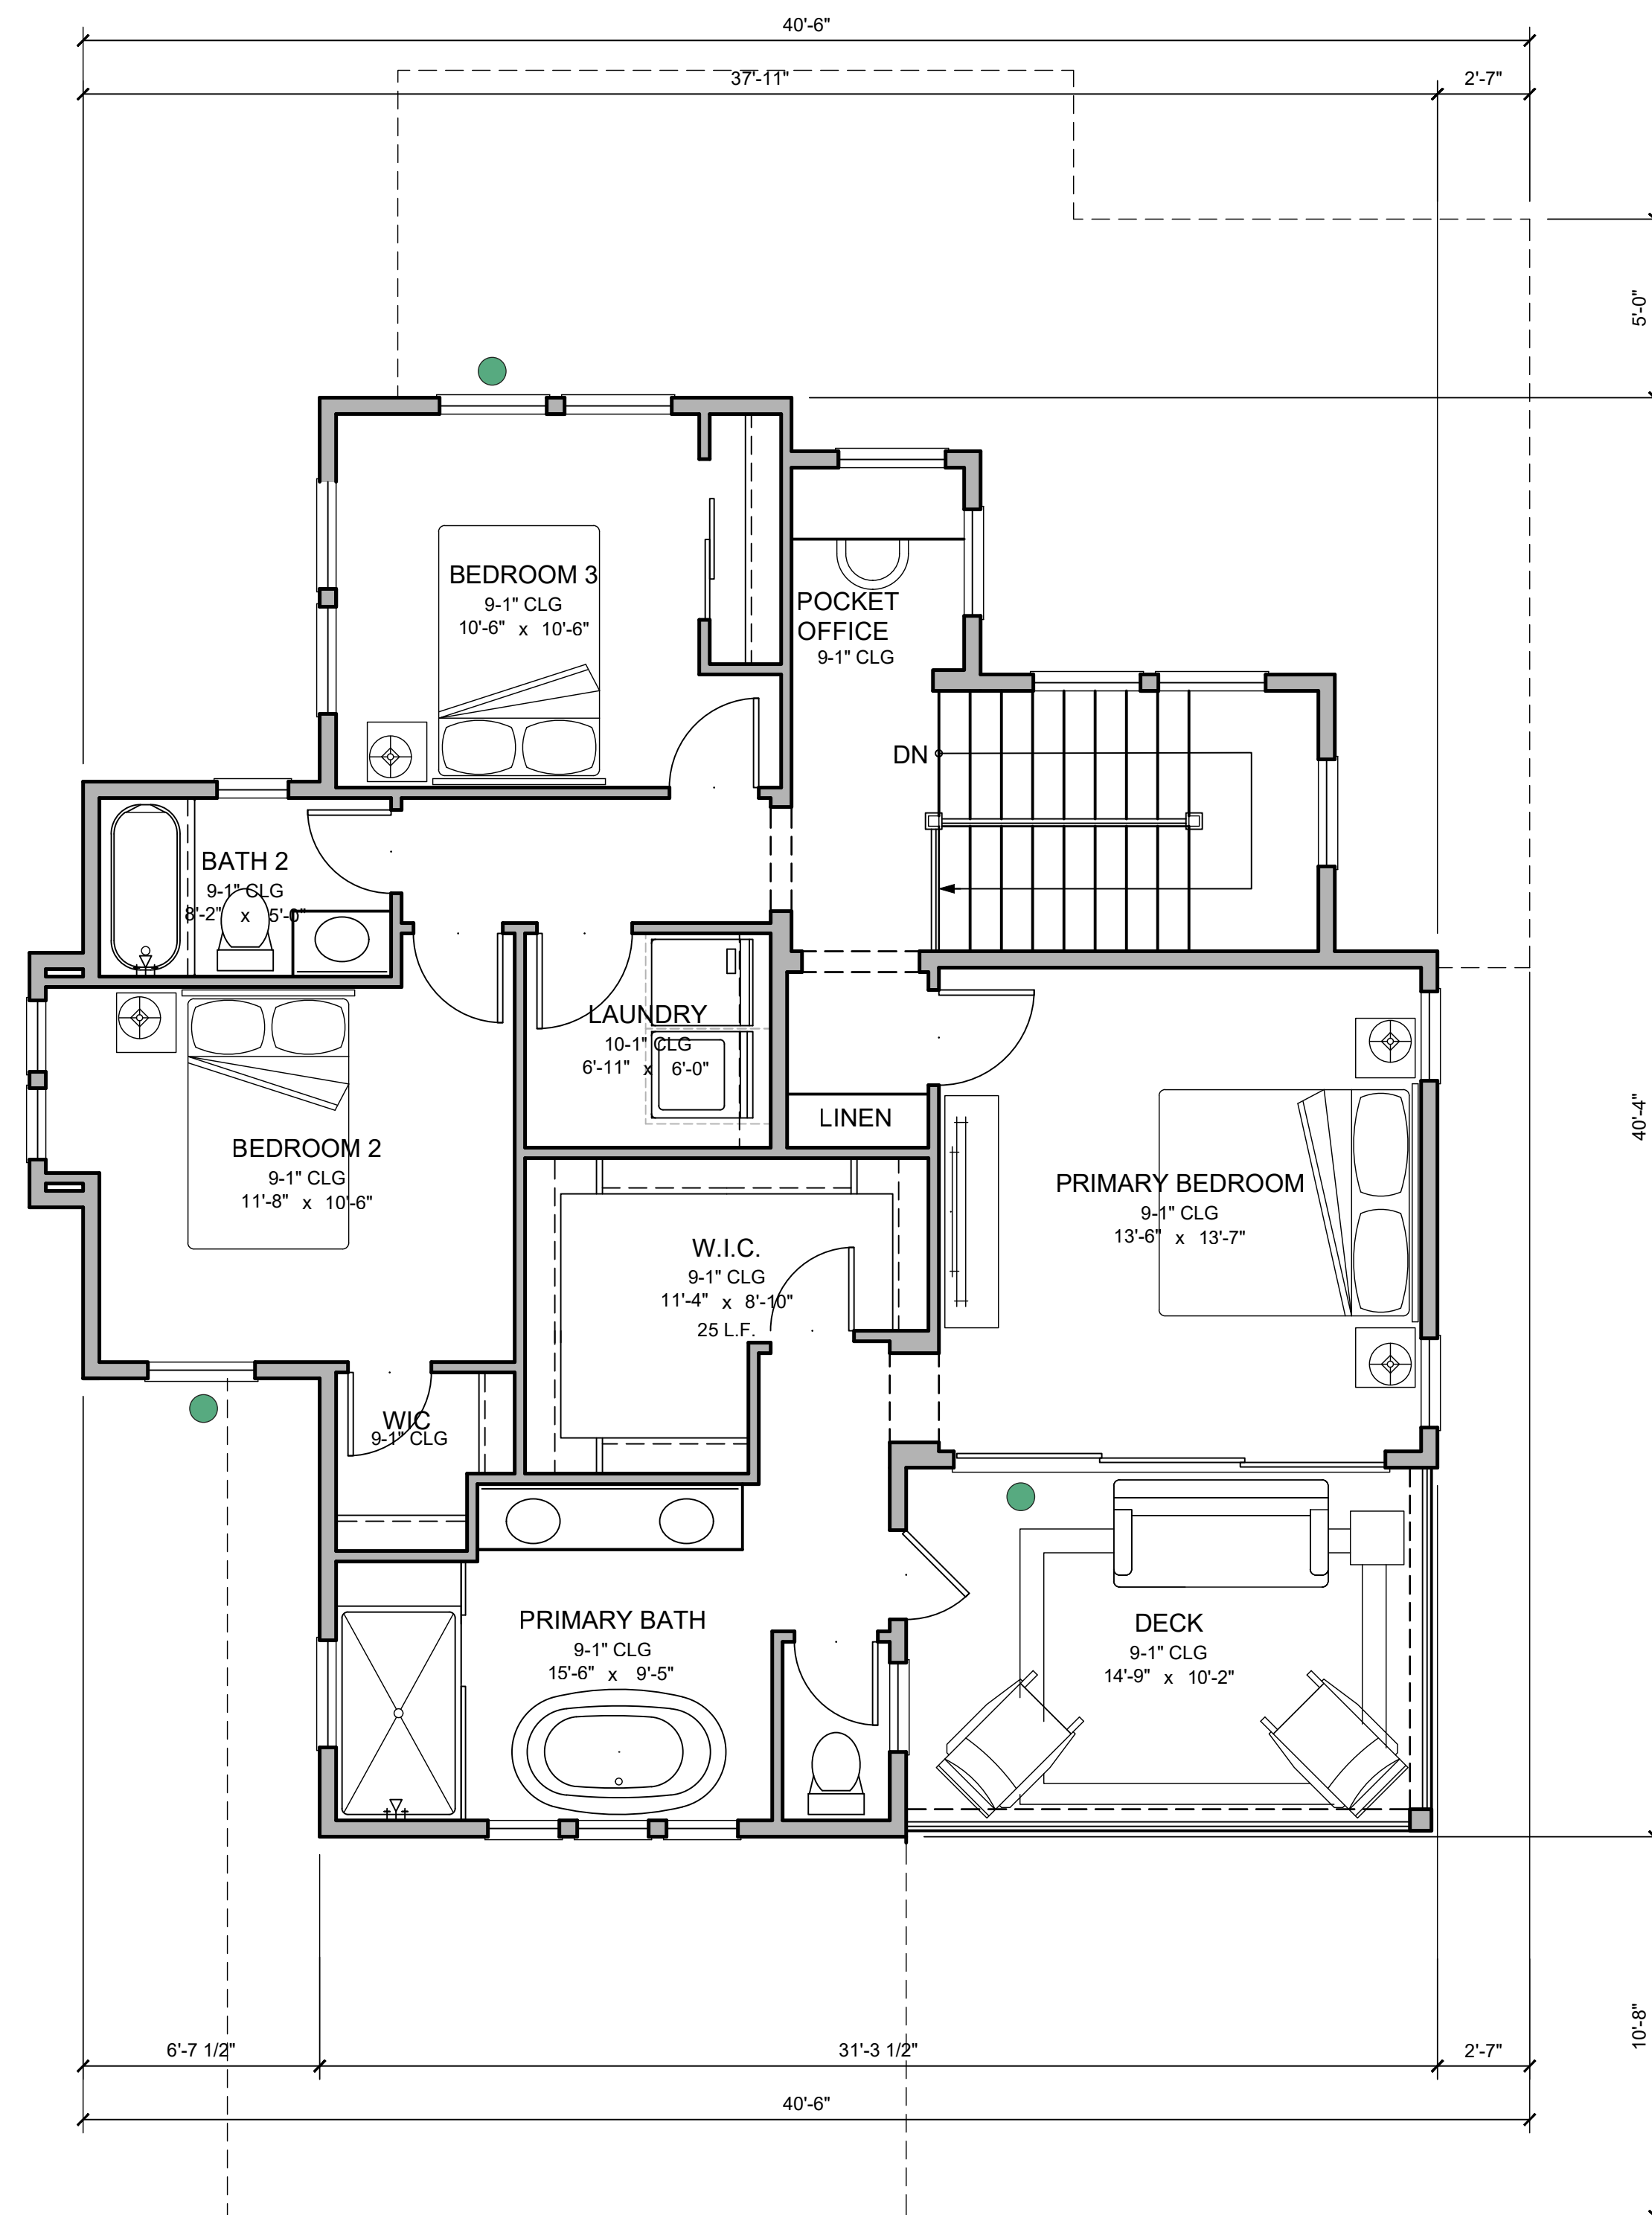 40'-6"
37'-11"
2'-7"
5'-0"
BEDROOM 3
9-1" CLG
10'-6" x 10'-6"
POCKET
OFFICE
9-1" CLG
DN
BATH 2
9-1" CLG
8'-2" x 5'-0"
LAUNDRY
10-1" CLG
6'-11" x 6'-0"
LINEN
40'-4"
BEDROOM 2
9-1" CLG
11'-8" x 10'-6"
PRIMARY BEDROOM
9-1" CLG
13'-6" x 13'-7"
W.I.C.
9-1" CLG
11'-4" x 8'-10"
25 L.F.
WIC
9-1" CLG
PRIMARY BATH
9-1" CLG
15'-6" x 9'-5"
DECK
9-1" CLG
14'-9" x 10'-2"
10'-8"
6'-7 1/2"
31'-3 1/2"
2'-7"
40'-6"